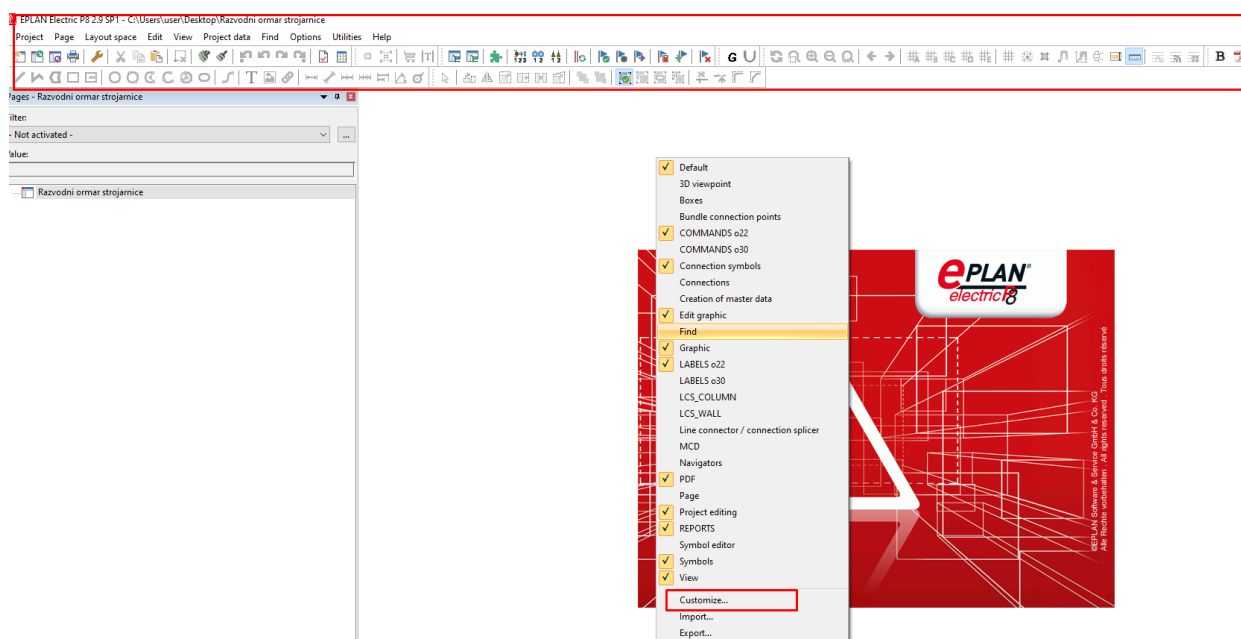 EPLAN Electric P8 2.9 SP1 - C:\Users\user\Desktop\Razvodni ormar strojarnice
Project Page Layout space Edit View Project data Find Options Utilities Help
G U B
Pages - Razvodni ormar strojarnice
Filter:
- Not activated -
...
Value:
Razvodni ormar strojarnice
Default
3D viewpoint
Boxes
Bundle connection points
COMMANDS o22
COMMANDS o30
Connection symbols
Connections
Creation of master data
Edit graphic
Find
Graphic
LABELS o22
LABELS o30
LCS_COLUMN
LCS_WALL
Line connector / connection splicer
MCD
Navigators
PDF
Page
Project editing
REPORTS
Symbol editor
Symbols
View
Customize...
Import...
Export...
ePLAN®
electric P8
©EPLAN Software & Service GmbH & Co. KG
Alle Rechte vorbehalten . All rights reserved . Tous droits réservé